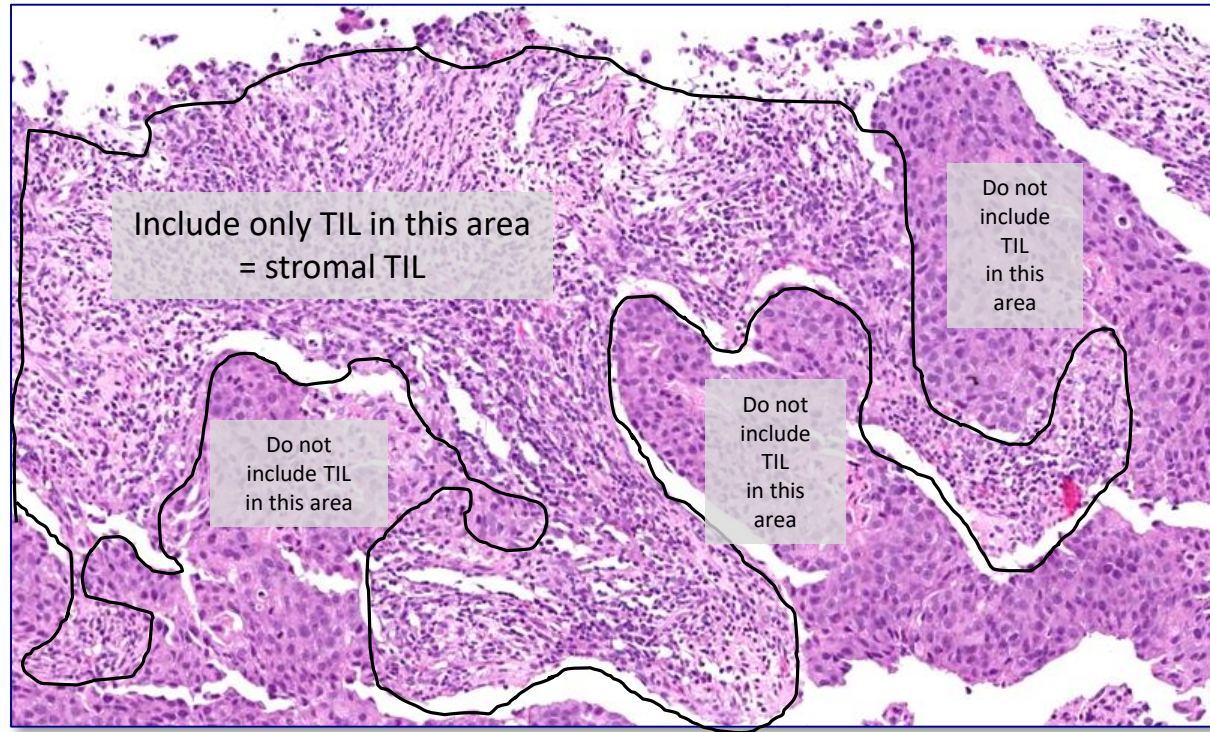 Include only TIL in this area
= stromal TIL
Do not
include
TIL
in this
area
Do not
include TIL
in this area
Do not
include
TIL
in this
area